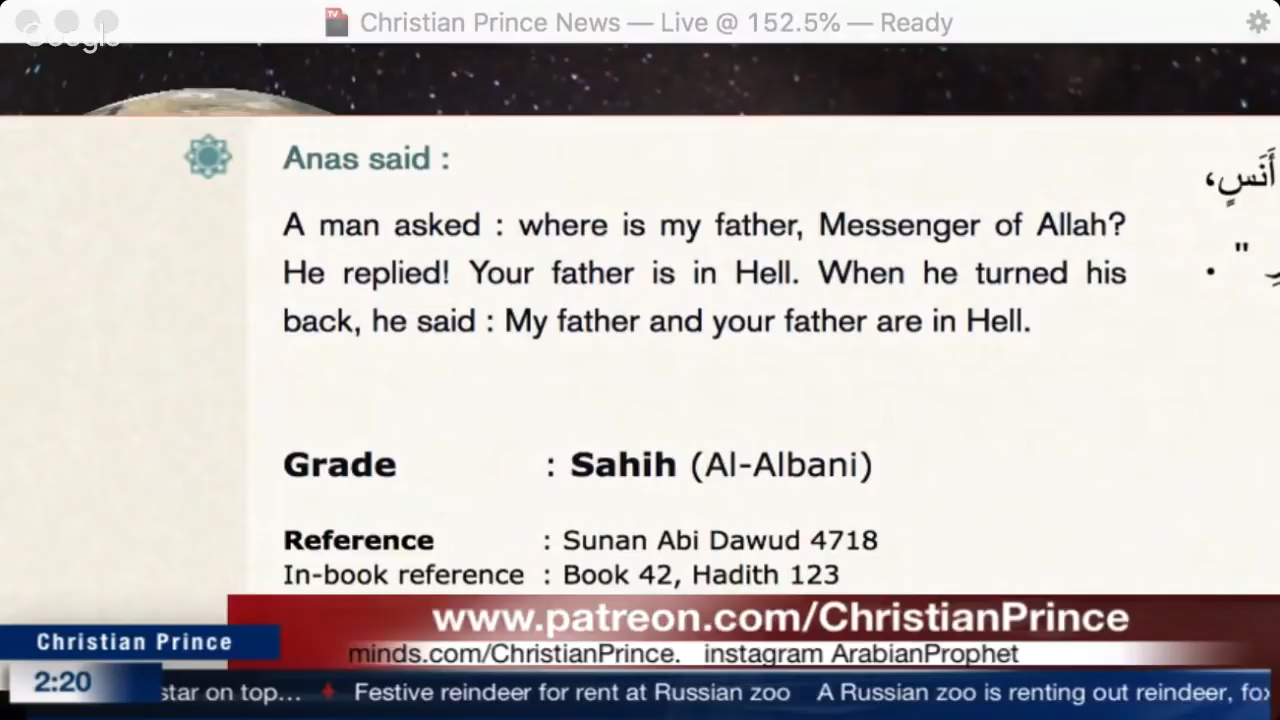 Christian Prince News — Live @ 152.5% — Ready
Google
Anas said :
أَنَسٍ،
A man asked : where is my father, Messenger of Allah?
He replied! Your father is in Hell. When he turned his
back, he said : My father and your father are in Hell.
Grade : Sahih (Al-Albani)
Reference : Sunan Abi Dawud 4718
In-book reference : Book 42, Hadith 123
www.patreon.com/ChristianPrince
Christian Prince
minds.com/ChristianPrince. instagram ArabianProphet
2:20
star on top... ♦ Festive reindeer for rent at Russian zoo A Russian zoo is renting out reindeer,